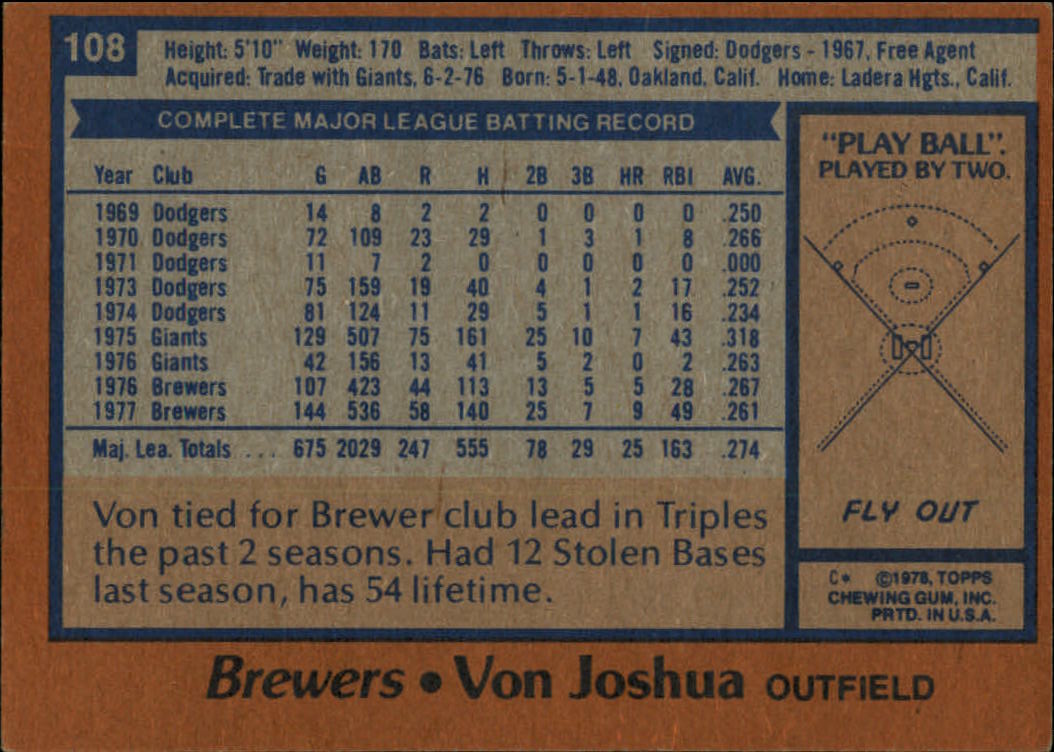 108
Height: 5'10" Weight: 170 Bats: Left Throws: Left Signed: Dodgers - 1967, Free Agent
Acquired: Trade with Giants, 6-2-76 Born: 5-1-48, Oakland, Calif. Home: Ladera Hgts., Calif.
COMPLETE MAJOR LEAGUE BATTING RECORD
Year Club G AB R H 2B 3B HR RBI AVG.
1969 Dodgers 14 8 2 2 0 0 0 0 .250
1970 Dodgers 72 109 23 29 1 3 1 8 .266
1971 Dodgers 11 7 2 0 0 0 0 0 .000
1973 Dodgers 75 159 19 40 4 1 2 17 .252
1974 Dodgers 81 124 11 29 5 1 1 16 .234
1975 Giants 129 507 75 161 25 10 7 43 .318
1976 Giants 42 156 13 41 5 2 0 2 .263
1976 Brewers 107 423 44 113 13 5 5 28 .267
1977 Brewers 144 536 58 140 25 7 9 49 .261
Maj. Lea. Totals ... 675 2029 247 555 78 29 25 163 .274
Von tied for Brewer club lead in Triples
the past 2 seasons. Had 12 Stolen Bases
last season, has 54 lifetime.
"PLAY BALL".
PLAYED BY TWO.
FLY OUT
C* ©1978, TOPPS
CHEWING GUM, INC.
PRTD. IN U.S.A.
Brewers • Von Joshua OUTFIELD